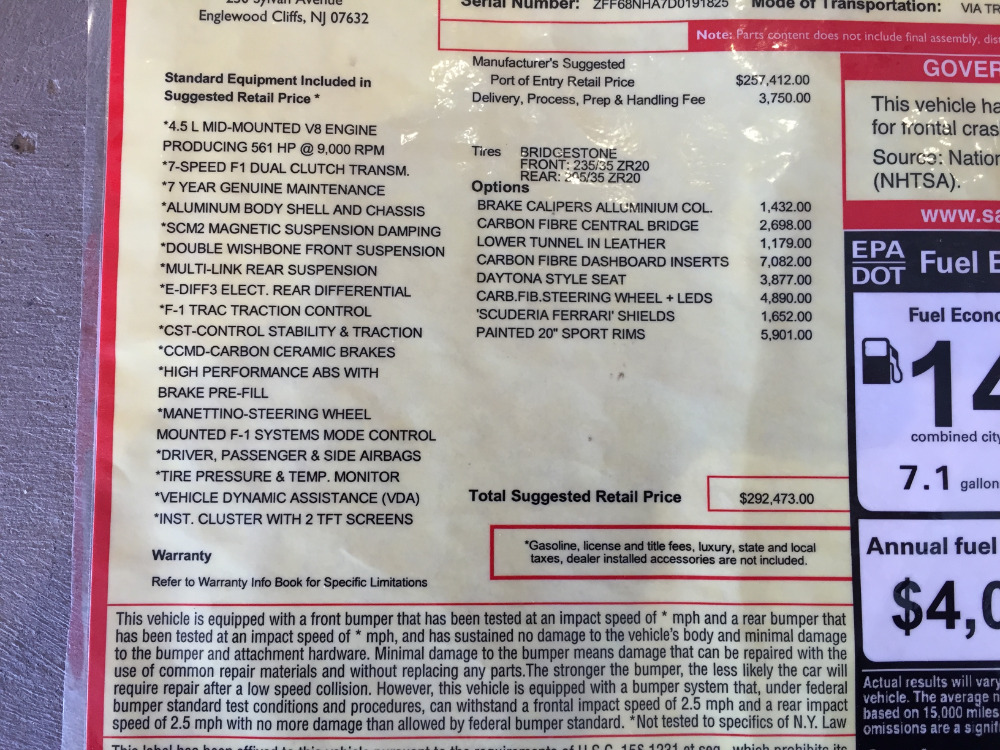 Englewood Cliffs, NJ 07632
Serial Number: ZFF68NHA7D0191825 Mode of Transportation: VIA TR
Note: Parts content does not include final assembly, dis
Standard Equipment Included in
Suggested Retail Price *
*4.5 L MID-MOUNTED V8 ENGINE
PRODUCING 561 HP @ 9,000 RPM
*7-SPEED F1 DUAL CLUTCH TRANSM.
*7 YEAR GENUINE MAINTENANCE
*ALUMINUM BODY SHELL AND CHASSIS
*SCM2 MAGNETIC SUSPENSION DAMPING
*DOUBLE WISHBONE FRONT SUSPENSION
*MULTI-LINK REAR SUSPENSION
*E-DIFF3 ELECT. REAR DIFFERENTIAL
*F-1 TRAC TRACTION CONTROL
*CST-CONTROL STABILITY & TRACTION
*CCMD-CARBON CERAMIC BRAKES
*HIGH PERFORMANCE ABS WITH
BRAKE PRE-FILL
*MANETTINO-STEERING WHEEL
MOUNTED F-1 SYSTEMS MODE CONTROL
*DRIVER, PASSENGER & SIDE AIRBAGS
*TIRE PRESSURE & TEMP. MONITOR
*VEHICLE DYNAMIC ASSISTANCE (VDA)
*INST. CLUSTER WITH 2 TFT SCREENS
Warranty
Refer to Warranty Info Book for Specific Limitations
Manufacturer's Suggested
Port of Entry Retail Price $257,412.00
Delivery, Process, Prep & Handling Fee 3,750.00
Tires BRIDGESTONE
FRONT: 235/35 ZR20
REAR: 295/35 ZR20
Options
BRAKE CALIPERS ALLUMINIUM COL. 1,432.00
CARBON FIBRE CENTRAL BRIDGE 2,698.00
LOWER TUNNEL IN LEATHER 1,179.00
CARBON FIBRE DASHBOARD INSERTS 7,082.00
DAYTONA STYLE SEAT 3,877.00
CARB.FIB.STEERING WHEEL + LEDS 4,890.00
'SCUDERIA FERRARI' SHIELDS 1,652.00
PAINTED 20" SPORT RIMS 5,901.00
Total Suggested Retail Price $292,473.00
*Gasoline, license and title fees, luxury, state and local
taxes, dealer installed accessories are not included.
This vehicle is equipped with a front bumper that has been tested at an impact speed of * mph and a rear bumper that
has been tested at an impact speed of * mph, and has sustained no damage to the vehicle's body and minimal damage
to the bumper and attachment hardware. Minimal damage to the bumper means damage that can be repaired with the
use of common repair materials and without replacing any parts.The stronger the bumper, the less likely the car will
require repair after a low speed collision. However, this vehicle is equipped with a bumper system that, under federal
bumper standard test conditions and procedures, can withstand a frontal impact speed of 2.5 mph and a rear impact
speed of 2.5 mph with no more damage than allowed by federal bumper standard. *Not tested to specifics of N.Y. Law
GOVER
This vehicle ha
for frontal cras
Source: Nation
(NHTSA).
www.sa
EPA
DOT Fuel E
Fuel Econo
14
combined city
7.1 gallon
Annual fuel
$4,0
Actual results will vary
vehicle. The average n
based on 15,000 miles
omissions are a signif